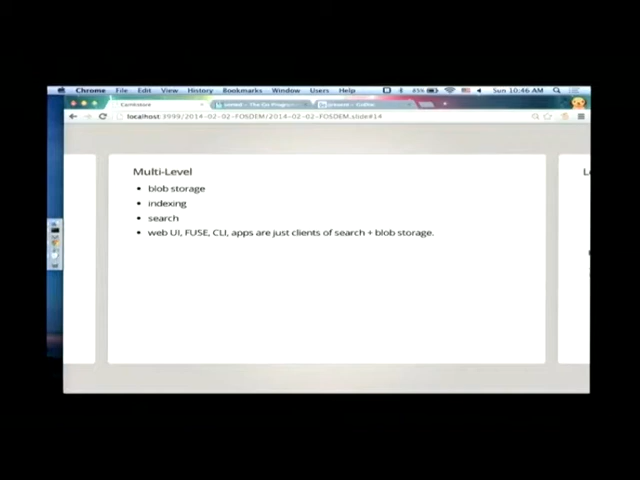 Chrome File Edit View History Bookmarks Window Users Help Sun 10:46 AM
Camlistore
localhost:3999/2014-02-02-FOSDEM/2014-02-02-FOSDEM.slide#14
Multi-Level
• blob storage
• indexing
• search
• web UI, FUSE, CLI, apps are just clients of search + blob storage.